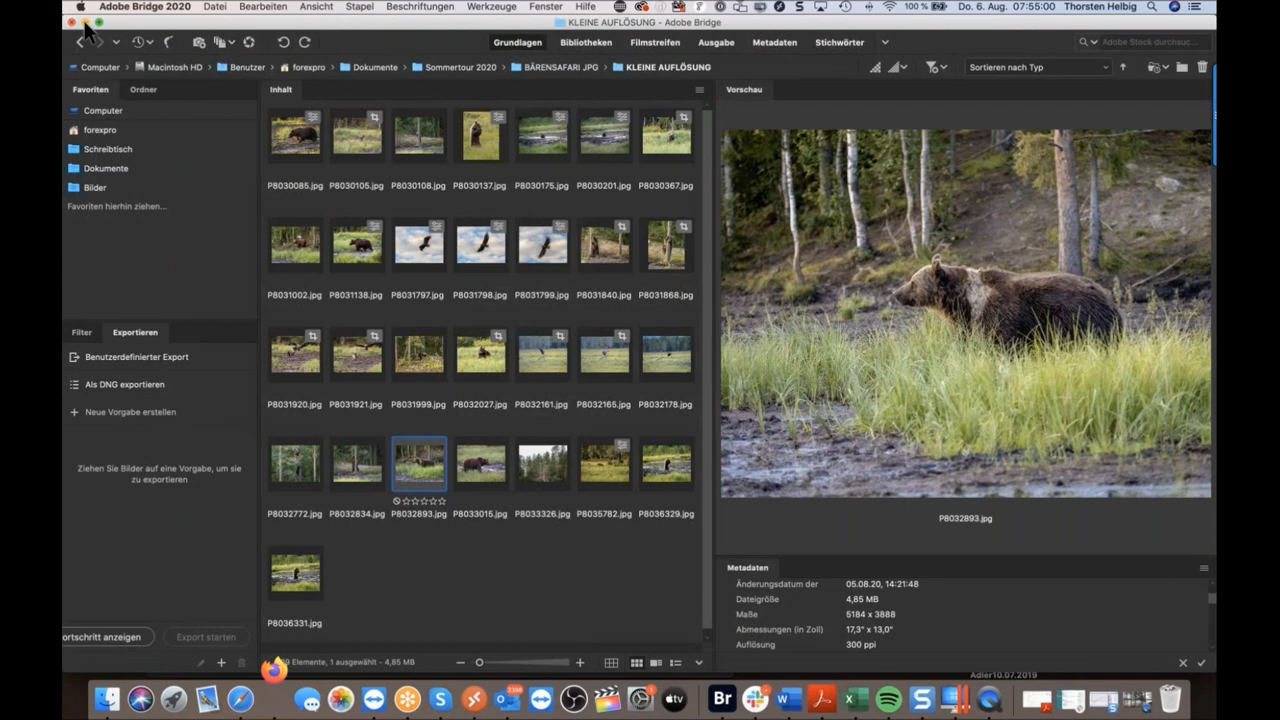 Adobe Bridge 2020 Datei Bearbeiten Ansicht Stapel Beschriftungen Werkzeuge Fenster Hilfe 100 % Do. 6. Aug. 07:55:00 Thorsten Helbig
KLEINE AUFLÖSUNG - Adobe Bridge
Grundlagen Bibliotheken Filmstreifen Ausgabe Metadaten Stichwörter Adobe Stock durchsuc...
Computer Macintosh HD Benutzer forexpro Dokumente Sommertour 2020 BÄRENSAFARI JPG KLEINE AUFLÖSUNG Sortieren nach Typ
Favoriten Ordner
Computer
forexpro
Schreibtisch
Dokumente
Bilder
Favoriten hierhin ziehen...
Filter Exportieren
Benutzerdefinierter Export
Als DNG exportieren
Neue Vorgabe erstellen
Ziehen Sie Bilder auf eine Vorgabe, um sie
zu exportieren
ortschritt anzeigen Export starten
Inhalt
P8030085.jpg P8030105.jpg P8030108.jpg P8030137.jpg P8030175.jpg P8030201.jpg P8030367.jpg
P8031002.jpg P8031138.jpg P8031797.jpg P8031798.jpg P8031799.jpg P8031840.jpg P8031868.jpg
P8031920.jpg P8031921.jpg P8031999.jpg P8032027.jpg P8032161.jpg P8032165.jpg P8032178.jpg
P8032772.jpg P8032834.jpg P8032893.jpg P8033015.jpg P8033326.jpg P8035782.jpg P8036329.jpg
P8036331.jpg
9 Elemente, 1 ausgewählt - 4,85 MB
Vorschau
P8032893.jpg
Metadaten
Änderungsdatum der 05.08.20, 14:21:48
Dateigröße 4,85 MB
Maße 5184 x 3888
Abmessungen (in Zoll) 17,3" x 13,0"
Auflösung 300 ppi
Adler10.07.2019
Br